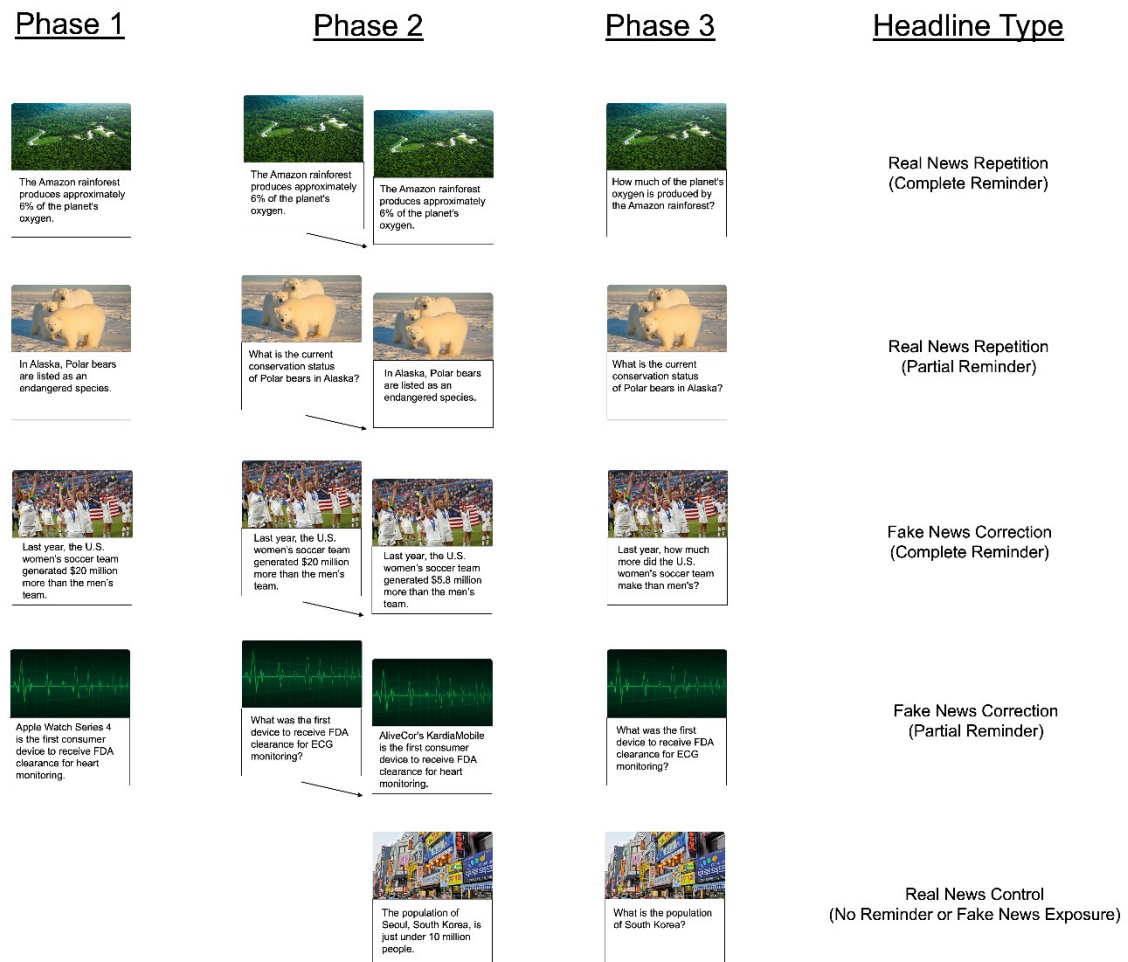 Phase 1
Phase 2
Phase 3
Headline Type
The Amazon rainforest
produces approximately
6% of the planet's
oxygen.
The Amazon rainforest
produces approximately
6% of the planet's
oxygen.
The Amazon rainforest
produces approximately
6% of the planet's
oxygen.
How much of the planet's
oxygen is produced by
the Amazon rainforest?
Real News Repetition
(Complete Reminder)
In Alaska, Polar bears
are listed as an
endangered species.
What is the current
conservation status
of Polar bears in Alaska?
In Alaska, Polar bears
are listed as an
endangered species.
What is the current
conservation status
of Polar bears in Alaska?
Real News Repetition
(Partial Reminder)
Last year, the U.S.
women's soccer team
generated $20 million
more than the men's
team.
Last year, the U.S.
women's soccer team
generated $20 million
more than the men's
team.
Last year, the U.S.
women's soccer team
generated $5.8 million
more than the men's
team.
Last year, how much
more did the U.S.
women's soccer team
make than men's?
Fake News Correction
(Complete Reminder)
Apple Watch Series 4
is the first consumer
device to receive FDA
clearance for heart
monitoring.
What was the first
device to receive FDA
clearance for ECG
monitoring?
AliveCor's KardiaMobile
is the first consumer
device to receive FDA
clearance for heart
monitoring.
What was the first
device to receive FDA
clearance for ECG
monitoring?
Fake News Correction
(Partial Reminder)
The population of
Seoul, South Korea, is
just under 10 million
people.
What is the population
of South Korea?
Real News Control
(No Reminder or Fake News Exposure)